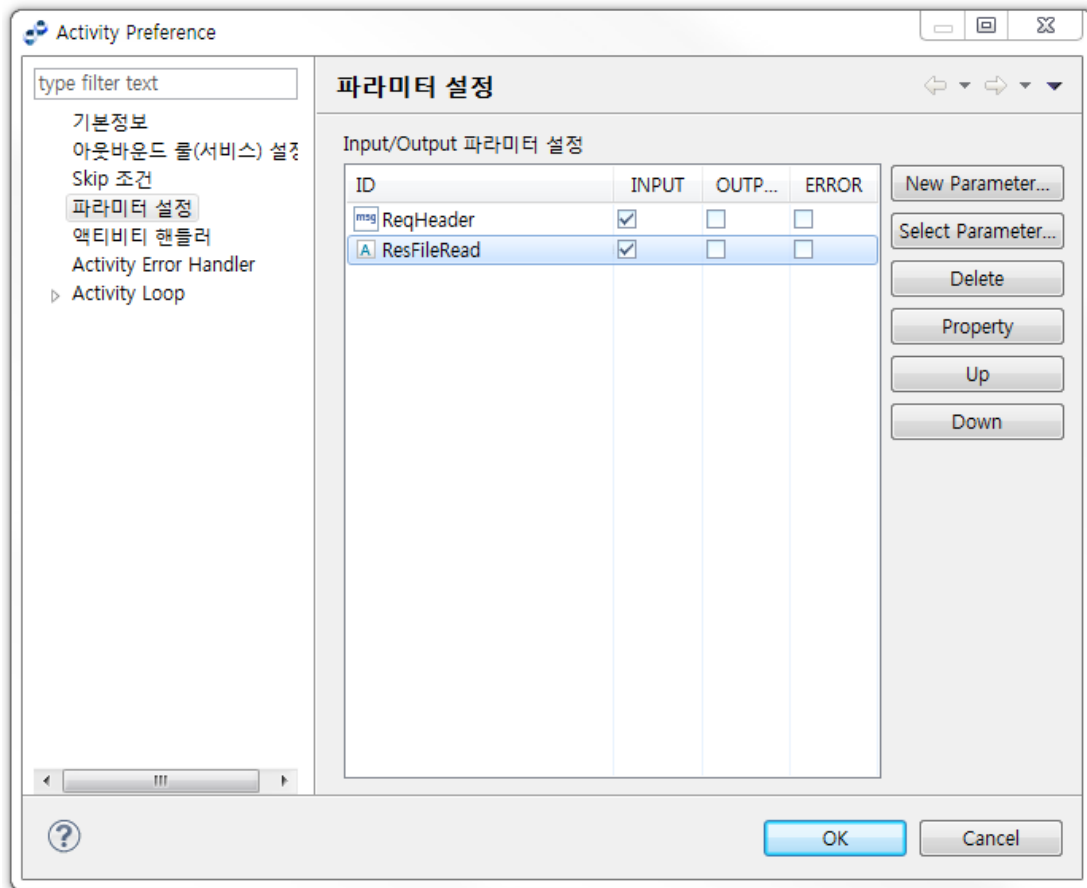 Activity Preference
type filter text
기본정보
아웃바운드 룰(서비스) 설정
Skip 조건
파라미터 설정
액티비티 핸들러
Activity Error Handler
Activity Loop
파라미터 설정
Input/Output 파라미터 설정
ID INPUT OUTP... ERROR
msg ReqHeader
A ResFileRead
New Parameter...
Select Parameter...
Delete
Property
Up
Down
OK Cancel